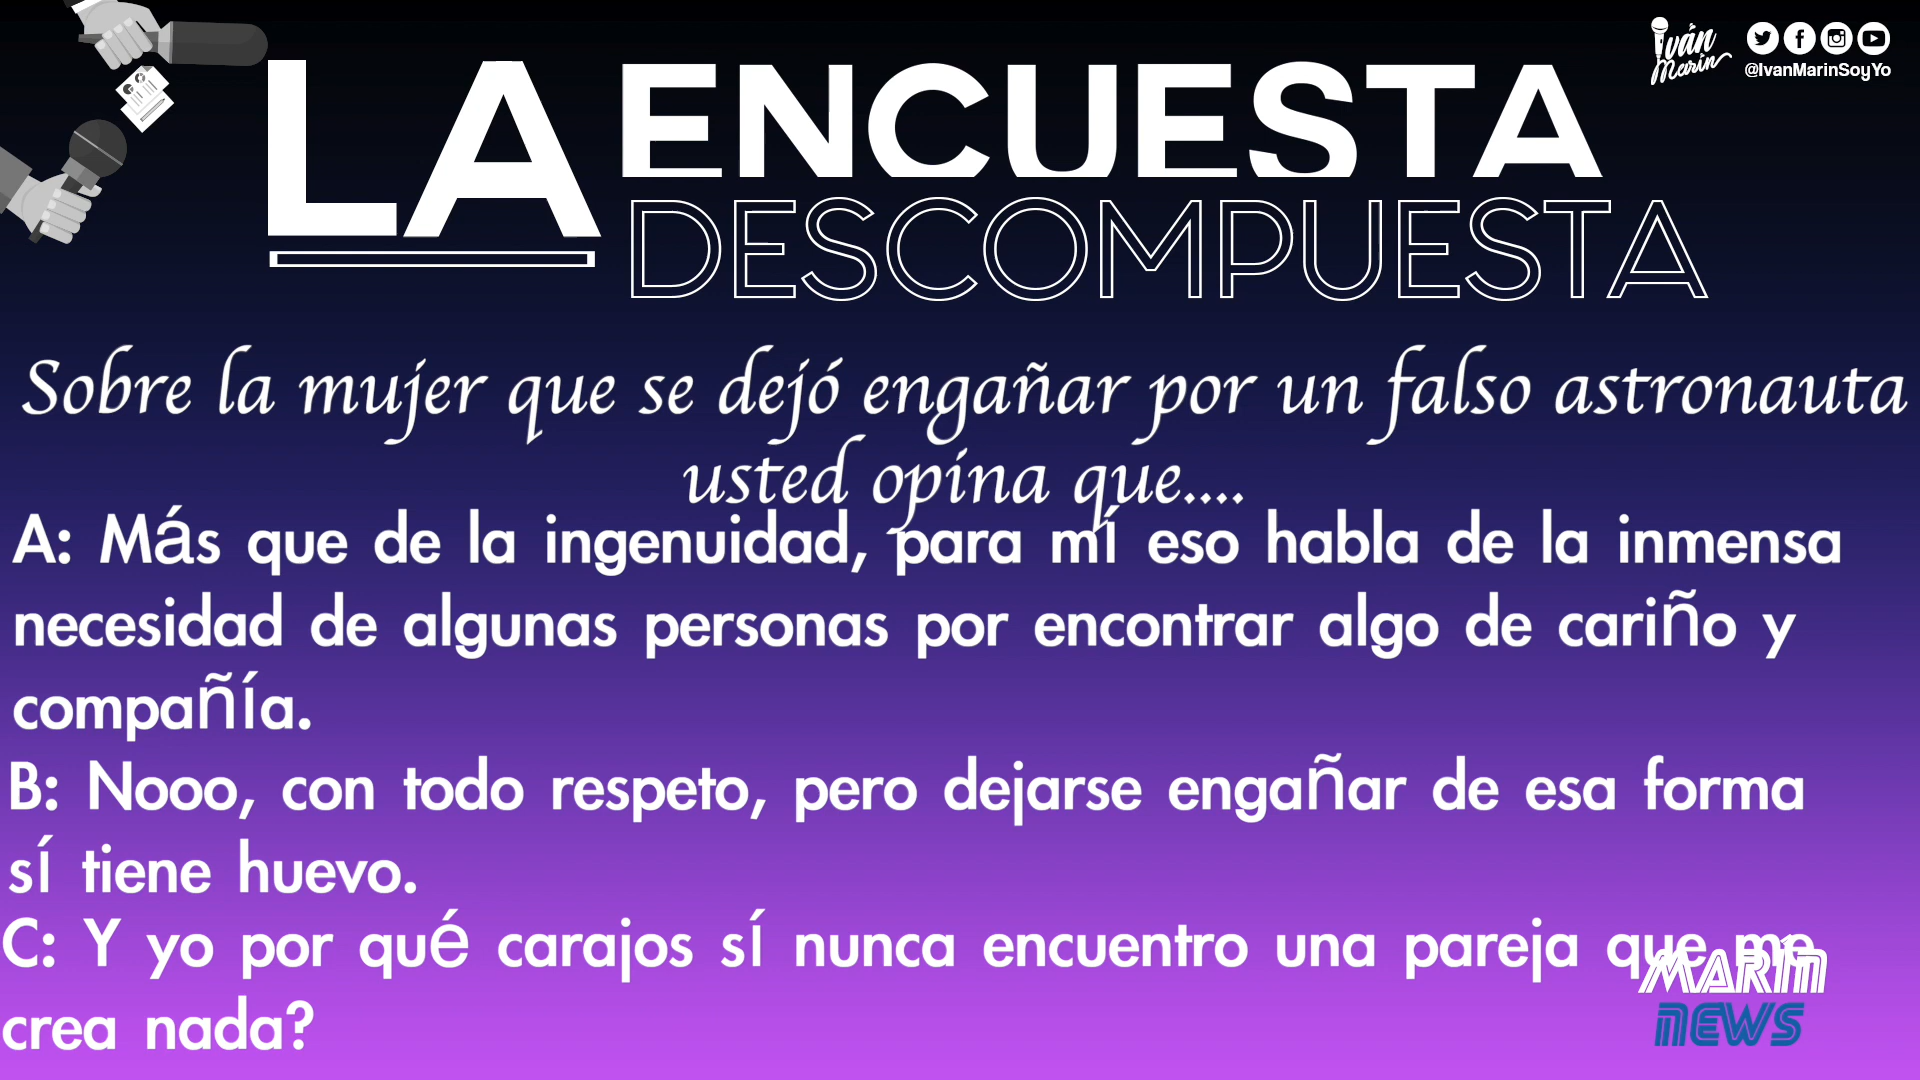 Iván
Marín
@IvanMarinSoyYo
LA ENCUESTA
DESCOMPUESTA
Sobre la mujer que se dejó engañar por un falso astronauta
usted opina que....
A: Más que de la ingenuidad, para mí eso habla de la inmensa
necesidad de algunas personas por encontrar algo de cariño y
compañía.
B: Nooo, con todo respeto, pero dejarse engañar de esa forma
sí tiene huevo.
C: Y yo por qué carajos sí nunca encuentro una pareja que me
crea nada?
MARÍN
NEWS